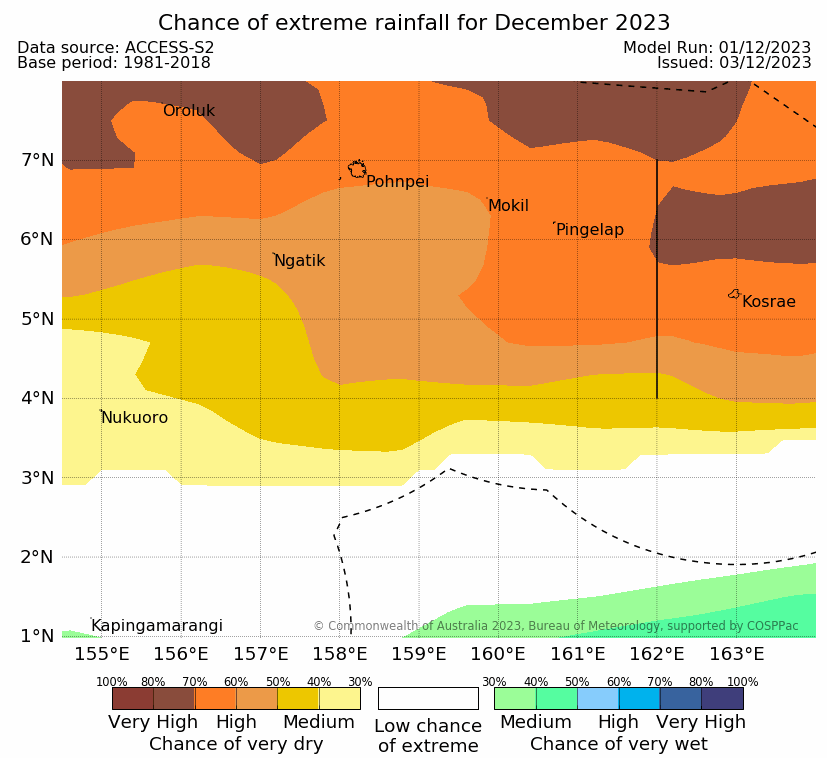 Chance of extreme rainfall for December 2023
Data source: ACCESS-S2
Base period: 1981-2018
Model Run: 01/12/2023
Issued: 03/12/2023
Oroluk
7°N
Pohnpei
Mokil
Pingelap
6°N
Ngatik
Kosrae
5°N
4°N
Nukuoro
3°N
2°N
Kapingamarangi
© Commonwealth of Australia 2023, Bureau of Meteorology, supported by COSPPac
1°N
155°E 156°E 157°E 158°E 159°E 160°E 161°E 162°E 163°E
100% 80% 70% 60% 50% 40% 30%
30% 40% 50% 60% 70% 80% 100%
Very High High Medium
Chance of very dry
Low chance
of extreme
Medium High Very High
Chance of very wet